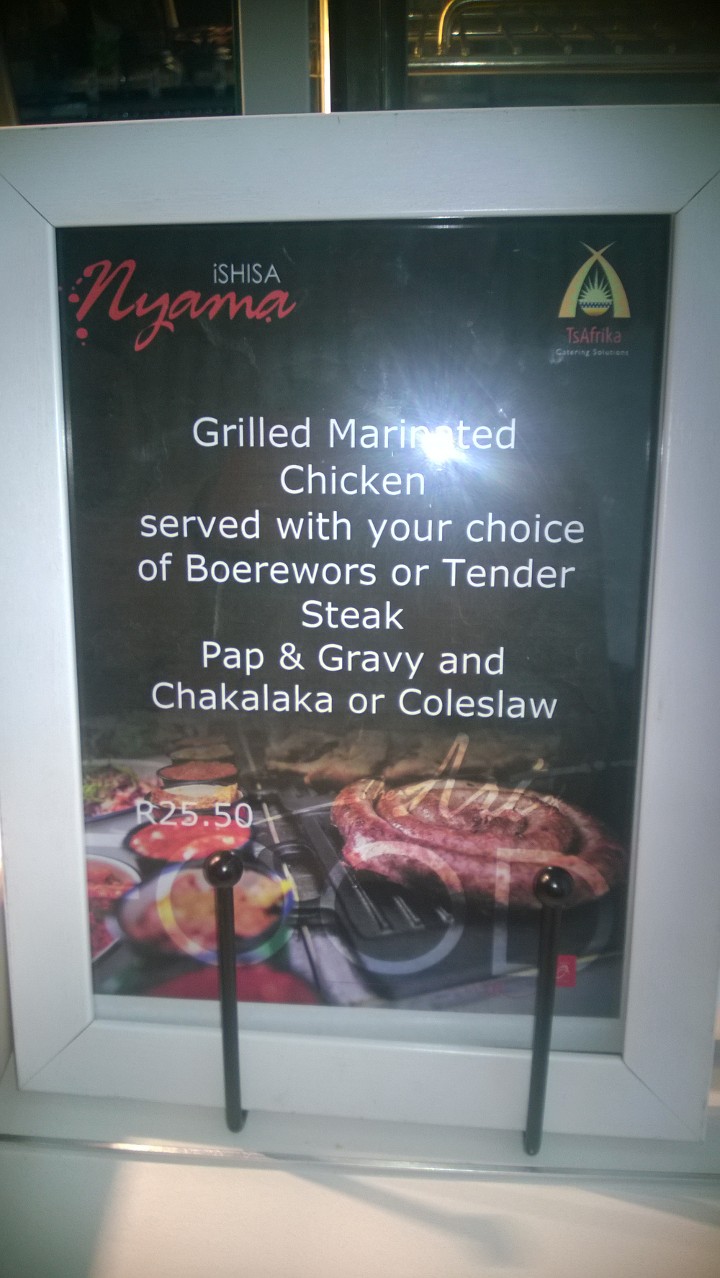 iSHISA
Nyama
TsAfrika
Catering Solutions
Grilled Marinated
Chicken
served with your choice
of Boerewors or Tender
Steak
Pap & Gravy and
Chakalaka or Coleslaw
R25.50
FOOD